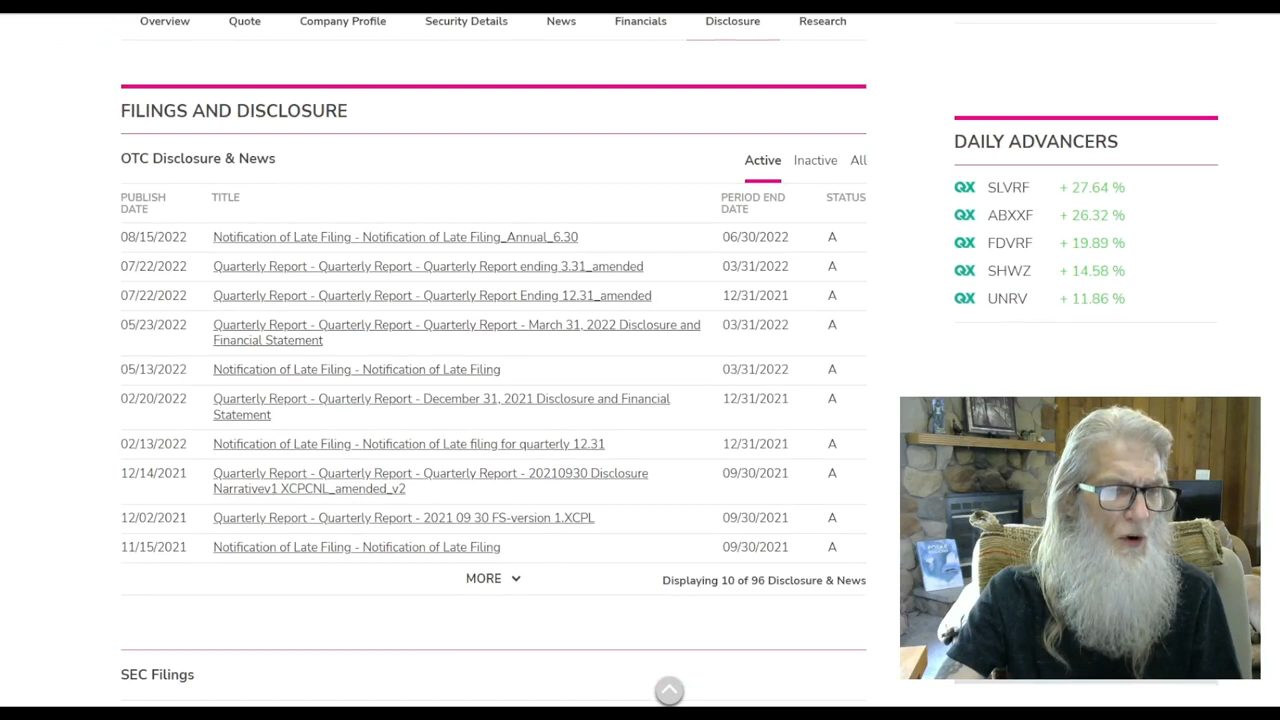 Overview Quote Company Profile Security Details News Financials Disclosure Research
FILINGS AND DISCLOSURE
OTC Disclosure & News
Active Inactive All
PUBLISH DATE TITLE PERIOD END DATE STATUS
08/15/2022 Notification of Late Filing - Notification of Late Filing_Annual_6.30 06/30/2022 A
07/22/2022 Quarterly Report - Quarterly Report - Quarterly Report ending 3.31_amended 03/31/2022 A
07/22/2022 Quarterly Report - Quarterly Report - Quarterly Report Ending 12.31_amended 12/31/2021 A
05/23/2022 Quarterly Report - Quarterly Report - Quarterly Report - March 31, 2022 Disclosure and 03/31/2022 A
Financial Statement
05/13/2022 Notification of Late Filing - Notification of Late Filing 03/31/2022 A
02/20/2022 Quarterly Report - Quarterly Report - December 31, 2021 Disclosure and Financial 12/31/2021 A
Statement
02/13/2022 Notification of Late Filing - Notification of Late filing for quarterly 12.31 12/31/2021 A
12/14/2021 Quarterly Report - Quarterly Report - Quarterly Report - 20210930 Disclosure 09/30/2021 A
Narrativev1 XCPCNL_amended_v2
12/02/2021 Quarterly Report - Quarterly Report - 2021 09 30 FS-version 1.XCPL 09/30/2021 A
11/15/2021 Notification of Late Filing - Notification of Late Filing 09/30/2021 A
MORE
Displaying 10 of 96 Disclosure & News
SEC Filings
DAILY ADVANCERS
QX SLVRF + 27.64 %
QX ABXXF + 26.32 %
QX FDVRF + 19.89 %
QX SHWZ + 14.58 %
QX UNRV + 11.86 %